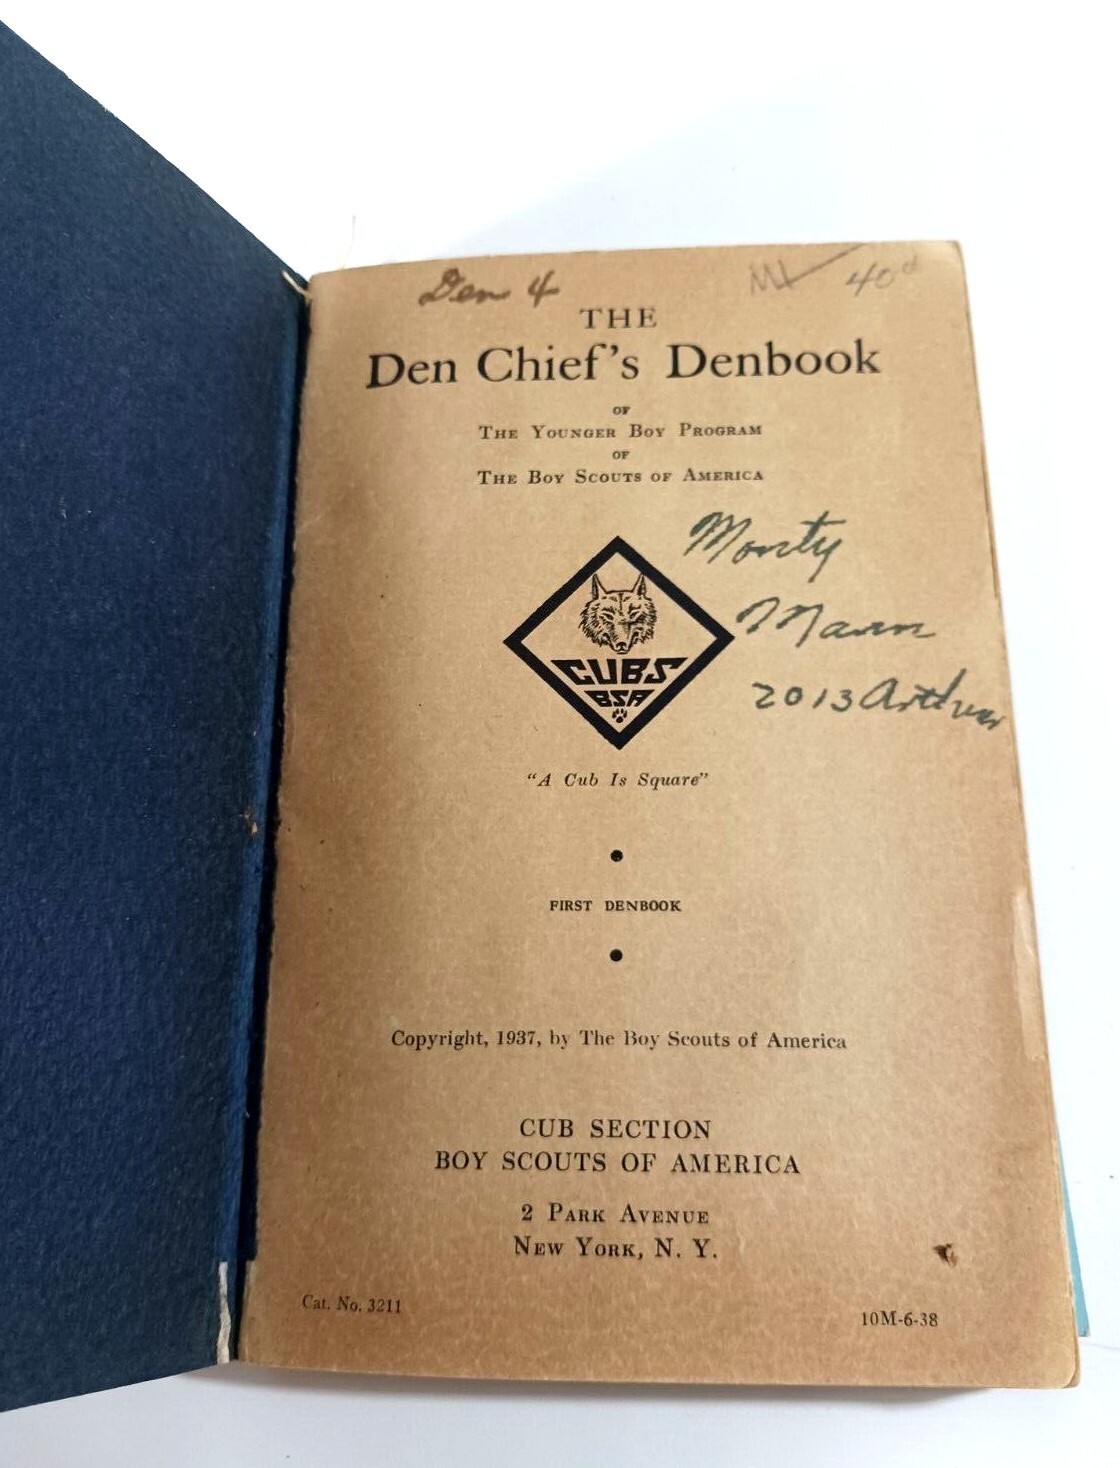 Den 4
40¢
THE
Den Chief's Denbook
OF
THE YOUNGER BOY PROGRAM
OF
THE BOY SCOUTS OF AMERICA
Monty
Mann
2013 Arthur
CUBS
BSA
"A Cub Is Square"
FIRST DENBOOK
Copyright, 1937, by The Boy Scouts of America
CUB SECTION
BOY SCOUTS OF AMERICA
2 PARK AVENUE
NEW YORK, N. Y.
Cat. No. 3211
10M-6-38